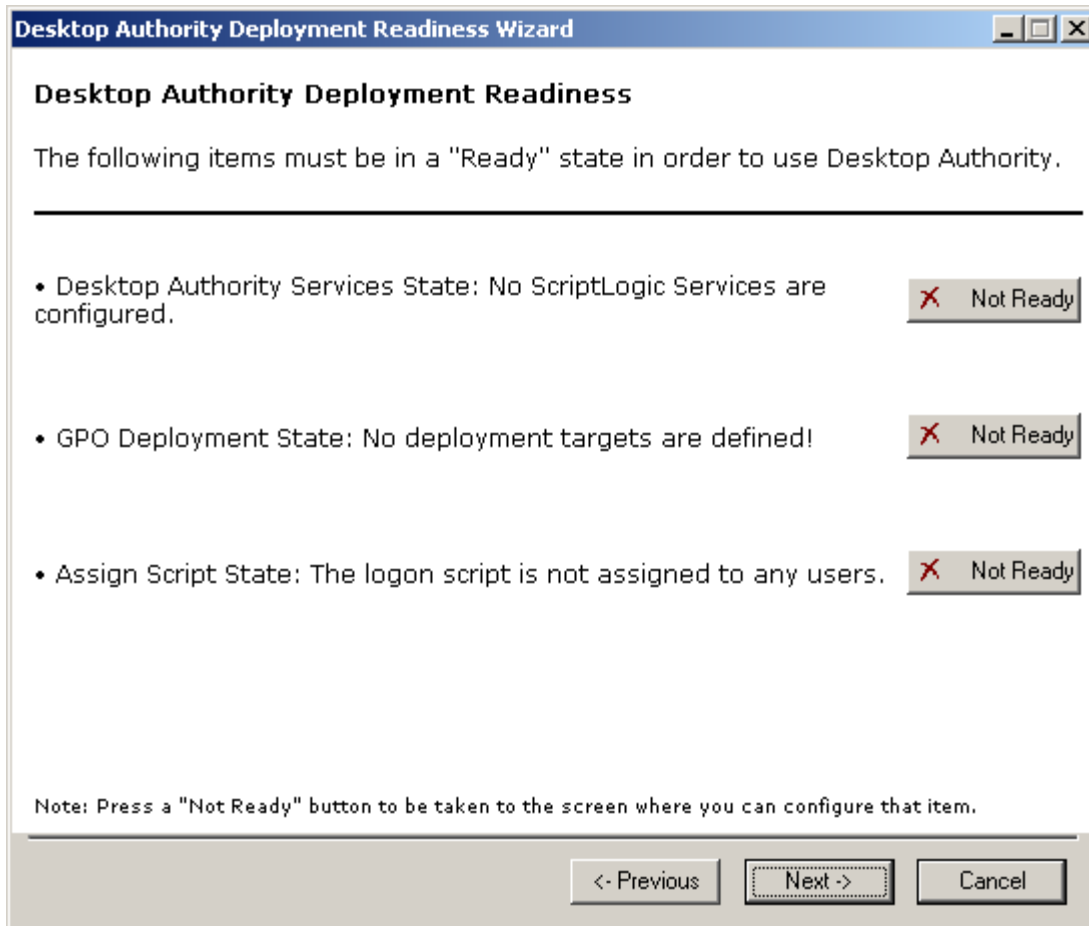 Desktop Authority Deployment Readiness Wizard
Desktop Authority Deployment Readiness
The following items must be in a "Ready" state in order to use Desktop Authority.
• Desktop Authority Services State: No ScriptLogic Services are
configured.
Not Ready
• GPO Deployment State: No deployment targets are defined!
Not Ready
• Assign Script State: The logon script is not assigned to any users.
Not Ready
Note: Press a "Not Ready" button to be taken to the screen where you can configure that item.
<- Previous
Next ->
Cancel